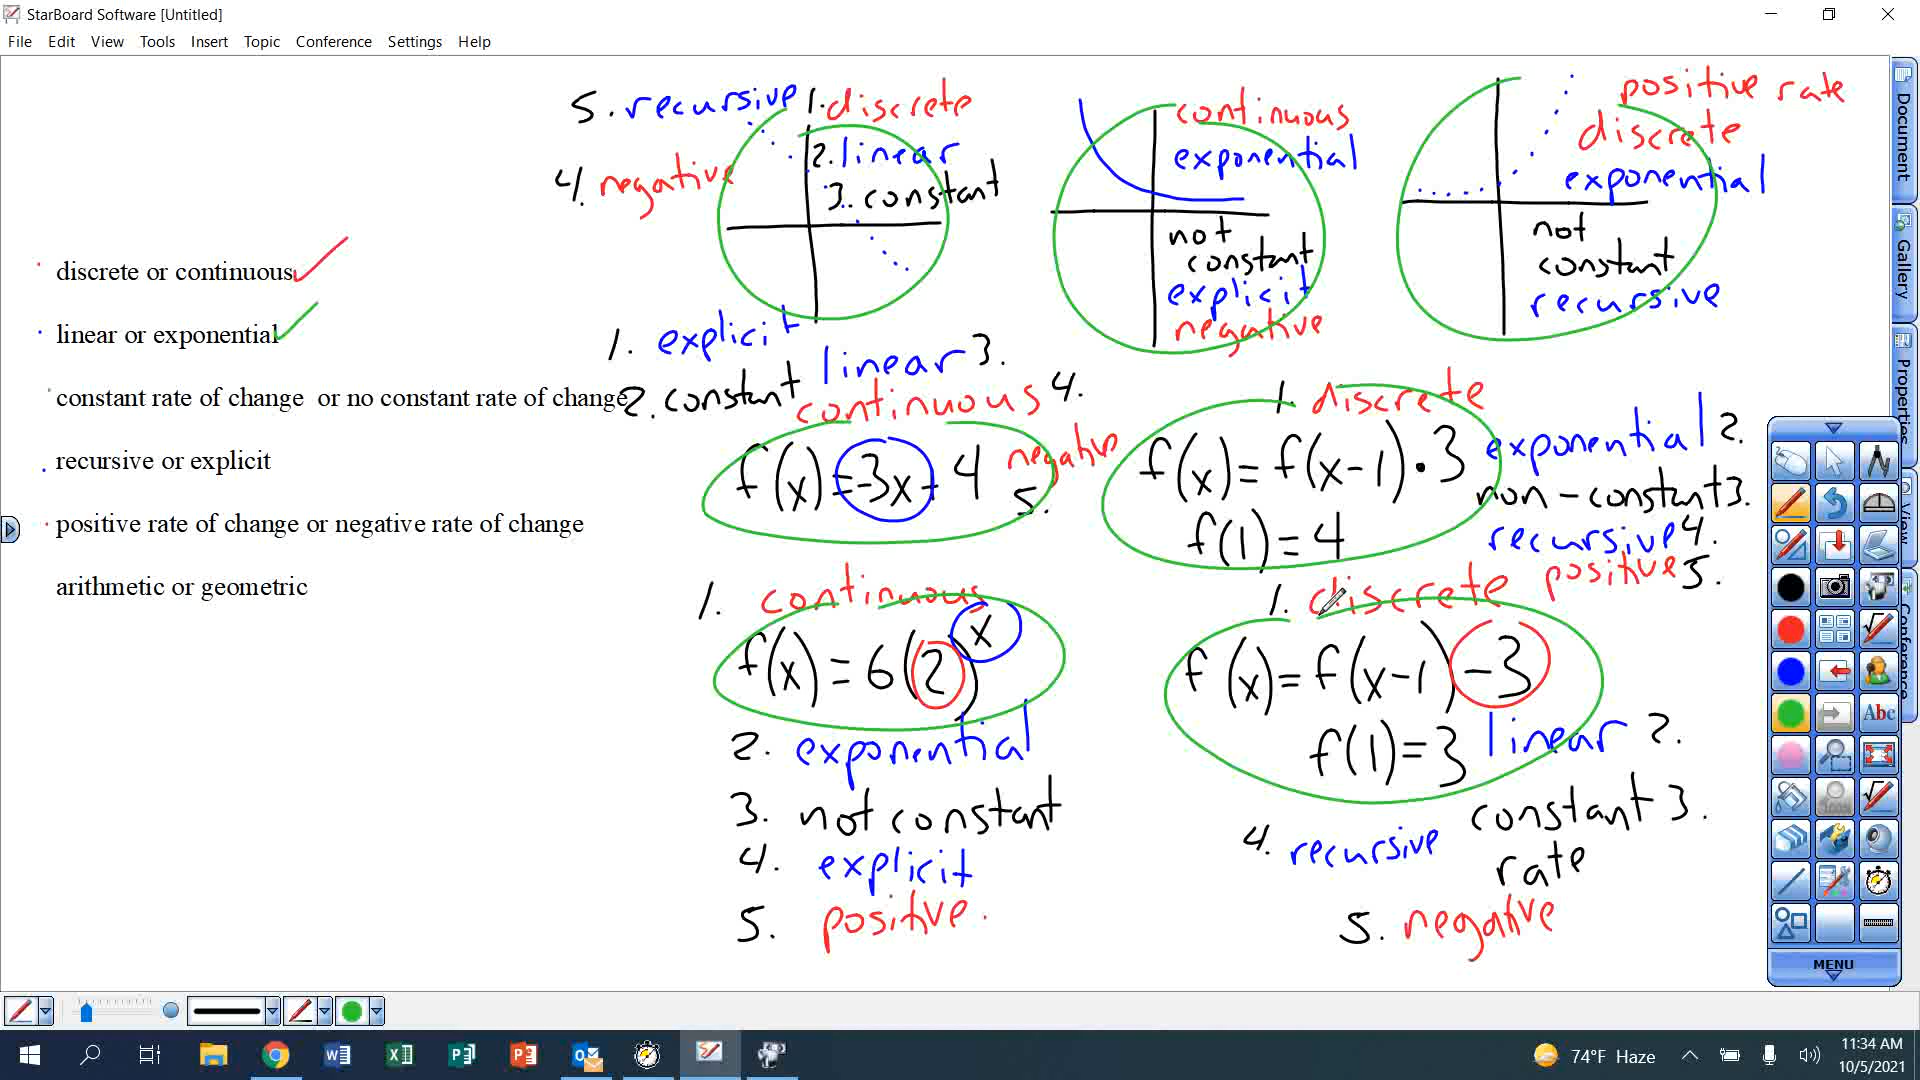 StarBoard Software [Untitled]
File Edit View Tools Insert Topic Conference Settings Help
discrete or continuous
linear or exponential
constant rate of change or no constant rate of change
recursive or explicit
positive rate of change or negative rate of change
arithmetic or geometric
5. recursive
1. discrete
2. linear
3. constant
4. negative
continuous
exponential
not
constant
explicit
negative
positive rate
discrete
exponential
not
constant
recursive
1. explicit
linear 3.
2. constant
continuous 4.
negative
5.
1. discrete
f(x) = f(x-1) · 3
f(1) = 4
exponential 2.
non-constant 3.
recursive 4.
positive 5.
1. continuous
f(x) = 6(2)^x
2. exponential
3. not constant
4. explicit
5. positive.
1. discrete
f(x) = f(x-1) -3
f(1) = 3
linear 2.
constant 3.
rate
4. recursive
5. negative
Document
Gallery
Properties
View
Conference
Abc
MENU
74°F Haze
11:34 AM
10/5/2021